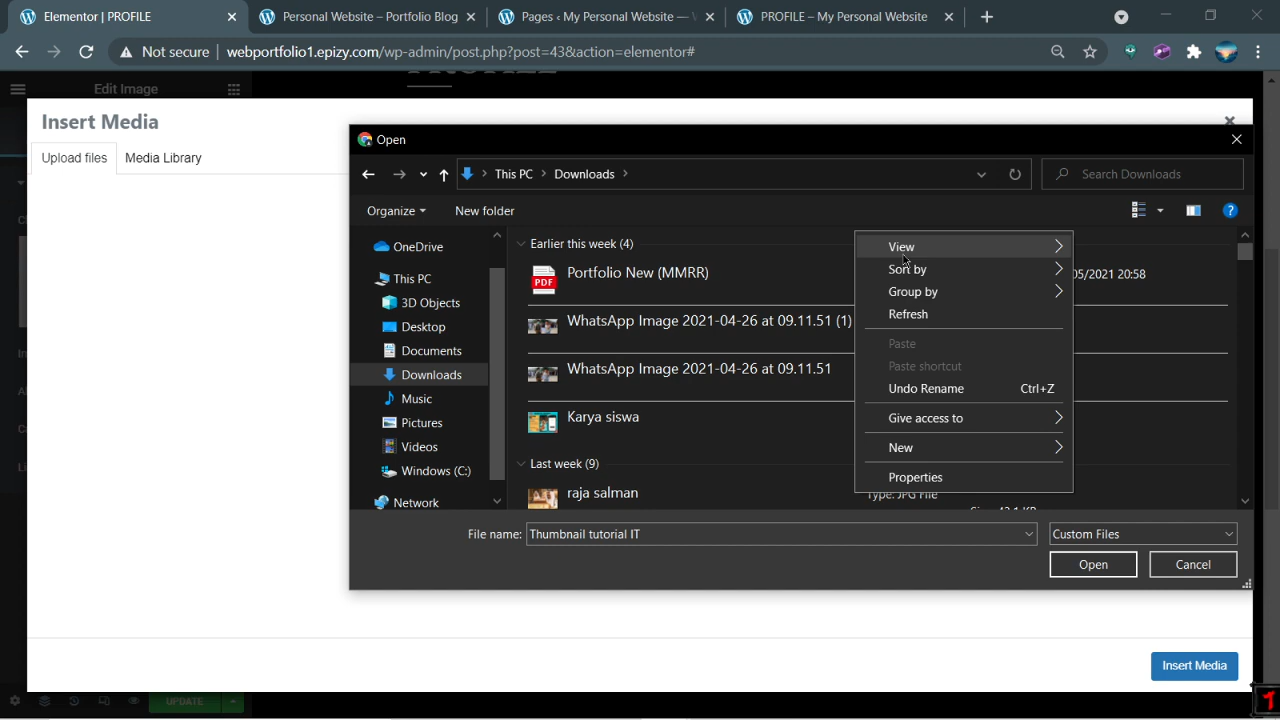 Elementor | PROFILE
Personal Website – Portfolio Blog
Pages ‹ My Personal Website —
PROFILE – My Personal Website
Not secure
webportfolio1.epizy.com/wp-admin/post.php?post=43&action=elementor#
PROFILE
Edit Image
Insert Media
Upload files
Media Library
Open
This PC
Downloads
Search Downloads
Organize
New folder
OneDrive
This PC
3D Objects
Desktop
Documents
Downloads
Music
Pictures
Videos
Windows (C:)
Network
Earlier this week (4)
Portfolio New (MMRR)
05/2021 20:58
WhatsApp Image 2021-04-26 at 09.11.51 (1)
WhatsApp Image 2021-04-26 at 09.11.51
Karya siswa
Last week (9)
raja salman
Type: JPG File
View
Sort by
Group by
Refresh
Paste
Paste shortcut
Undo Rename Ctrl+Z
Give access to
New
Properties
File name:
Thumbnail tutorial IT
Custom Files
Open
Cancel
Insert Media
UPDATE
1